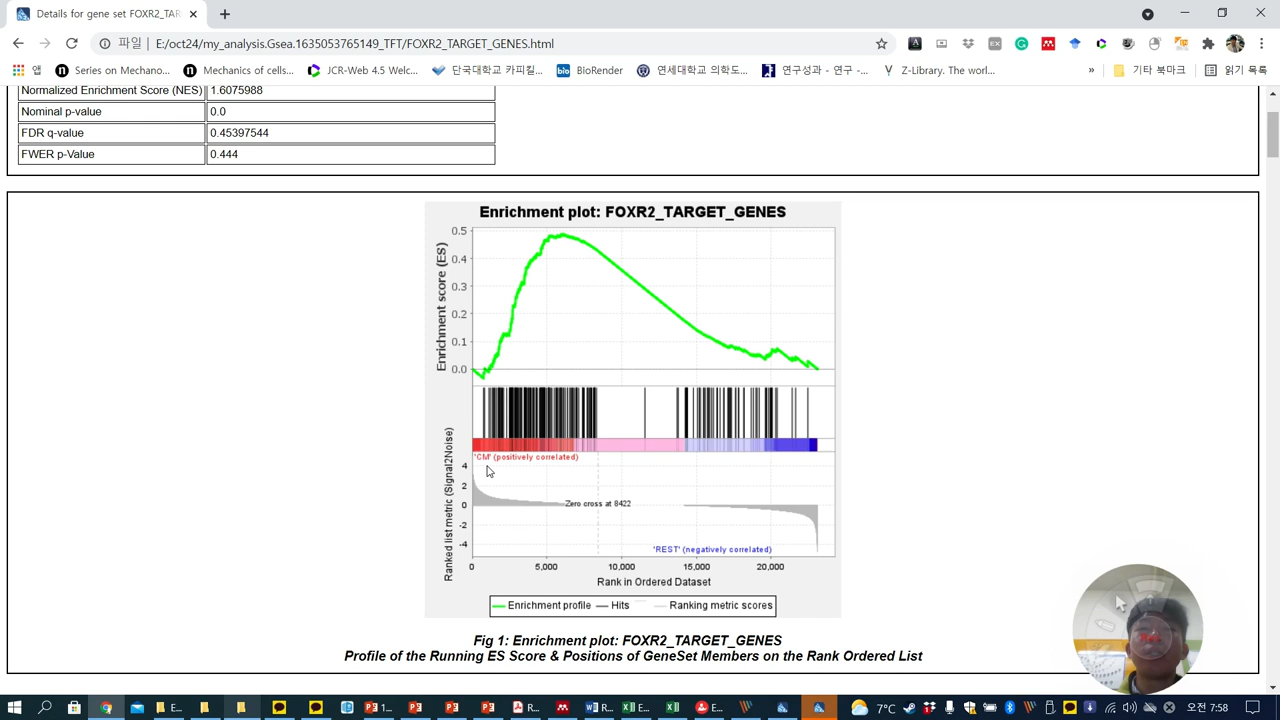 Details for gene set FOXR2_TAR
파일 E:/oct24/my_analysis.Gsea.1635053375149_TFT/FOXR2_TARGET_GENES.html
앱 Series on Mechano... Mechanics of cells... JCR-Web 4.5 Welc... 단국대학교 카피킬... BioRender 연세대학교 의학도... 연구성과 - 연구 -... Z-Library. The worl... » 기타 북마크 읽기 목록
Normalized Enrichment Score (NES) 1.6075988
Nominal p-value 0.0
FDR q-value 0.45397544
FWER p-Value 0.444
Enrichment plot: FOXR2_TARGET_GENES
Enrichment score (ES)
0.5
0.4
0.3
0.2
0.1
0.0
'CM' (positively correlated)
Ranked list metric (Signal2Noise)
4
2
0
-2
-4
Zero cross at 8422
'REST' (negatively correlated)
0 5,000 10,000 15,000 20,000
Rank in Ordered Dataset
Enrichment profile Hits Ranking metric scores
Fig 1: Enrichment plot: FOXR2_TARGET_GENES
Profile of the Running ES Score & Positions of GeneSet Members on the Rank Ordered List
7°C 오전 7:58